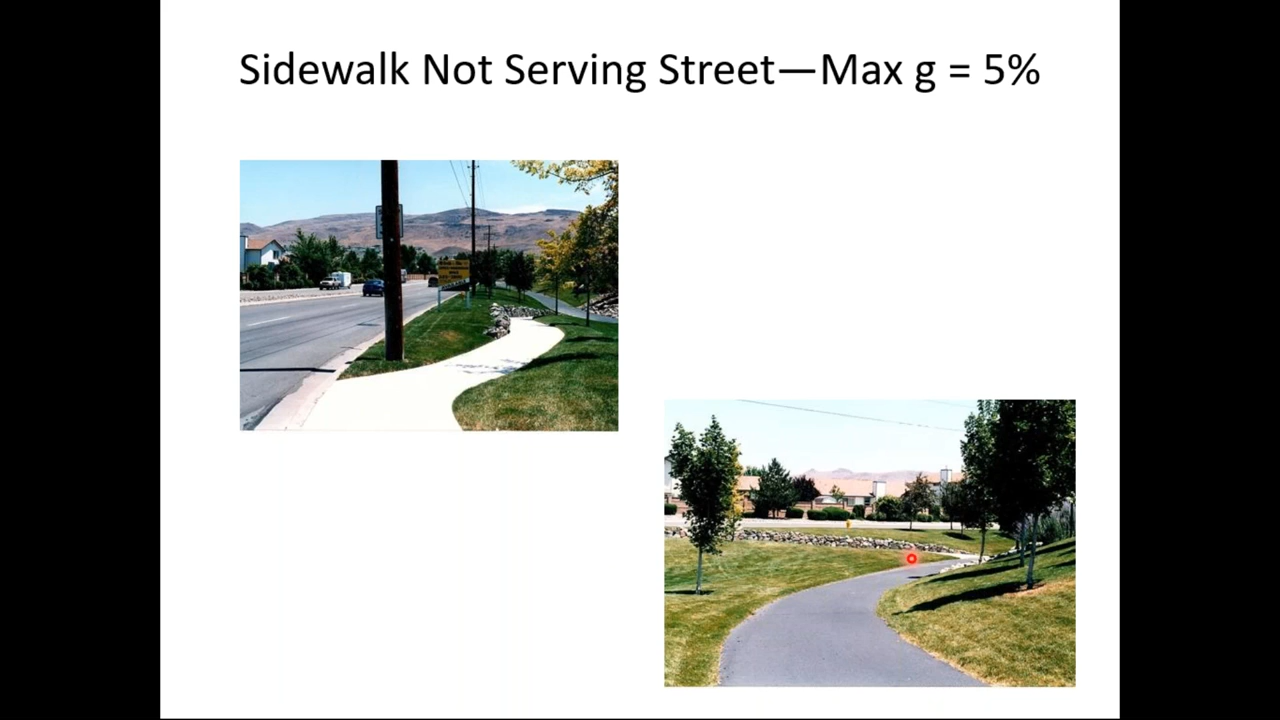 Sidewalk Not Serving Street—Max g = 5%